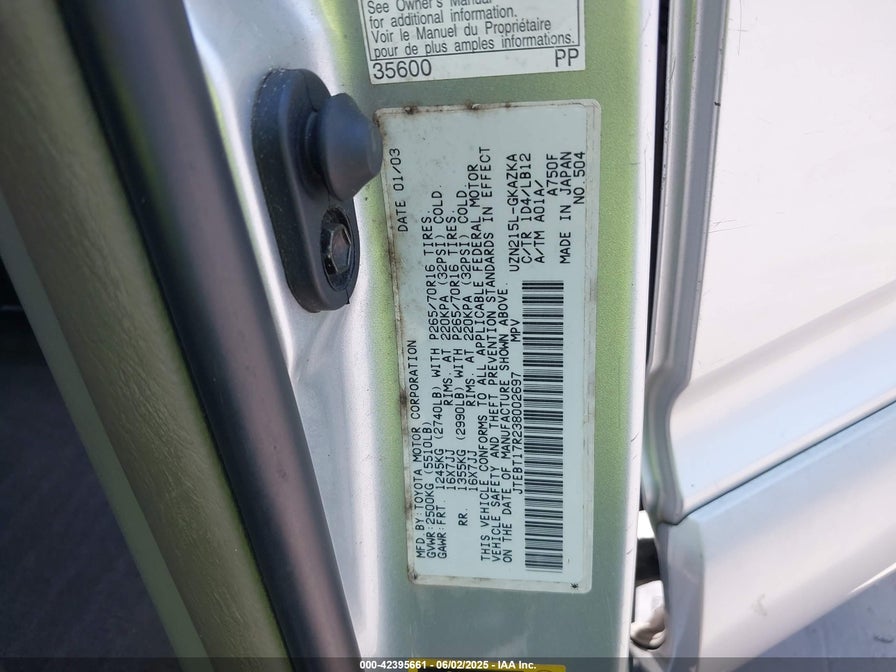 See Owner's Manual
for additional information.
Voir le Manuel du Propriétaire
pour de plus amples informations.
35600 PP
MFD. BY: TOYOTA MOTOR CORPORATION DATE 01/03
GVWR: 2500KG (5510LB)
GAWR: FRT. 1245KG (2740LB) WITH P265/70R16 TIRES.
16X7JJ RIMS. AT 220KPA (32PSI) COLD.
RR. 1355KG (2990LB) WITH P265/70R16 TIRES.
16X7JJ RIMS. AT 220KPA (32PSI) COLD.
THIS VEHICLE CONFORMS TO ALL APPLICABLE FEDERAL MOTOR
VEHICLE SAFETY AND THEFT PREVENTION STANDARDS IN EFFECT
ON THE DATE OF MANUFACTURE SHOWN ABOVE.
JTEBT17R238002697 MPV
UZN215L-GKAZKA
C/TR 1D4/LB12
A/TM A01A/ A750F
MADE IN JAPAN
NO. 504
000-42395661 - 06/02/2025 - IAA Inc.